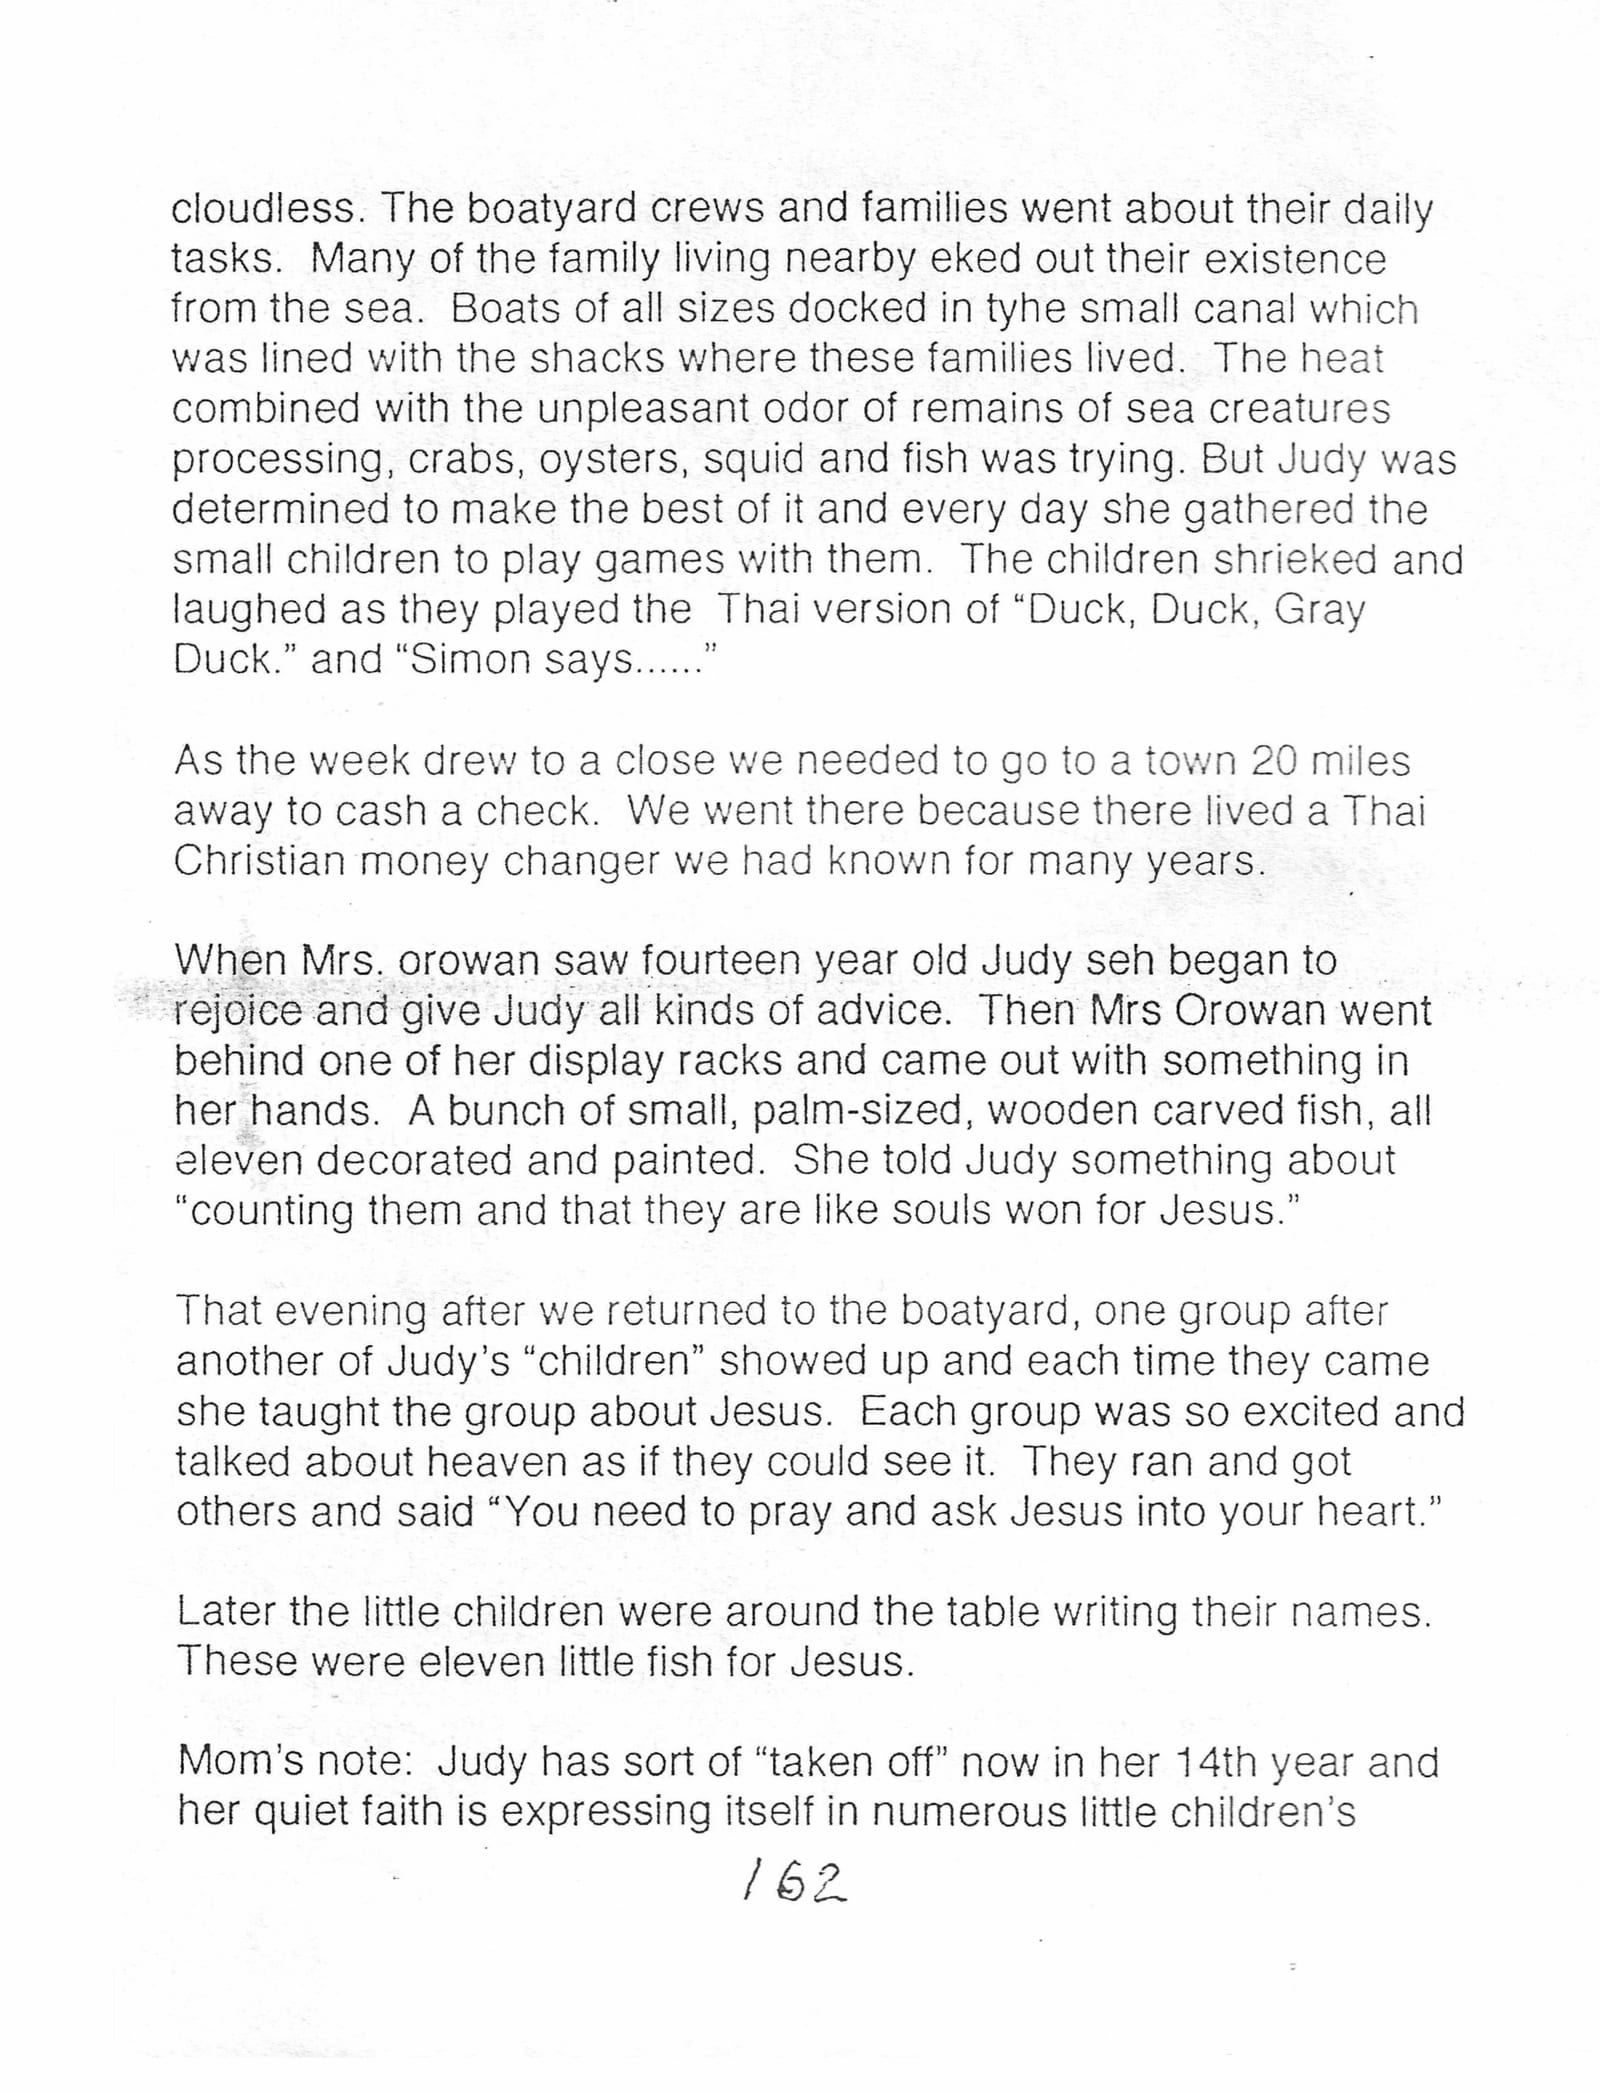 cloudless. The boatyard crews and families went about their daily
tasks.  Many of the family living nearby eked out their existence
from the sea.  Boats of all sizes docked in tyhe small canal which
was lined with the shacks where these families lived.  The heat
combined with the unpleasant odor of remains of sea creatures
processing, crabs, oysters, squid and fish was trying. But Judy was
determined to make the best of it and every day she gathered the
small children to play games with them.  The children shrieked and
laughed as they played the  Thai version of “Duck, Duck, Gray
Duck.” and “Simon says......”

As the week drew to a close we needed to go to a town 20 miles
away to cash a check.  We went there because there lived a Thai
Christian money changer we had known for many years.

When Mrs. orowan saw fourteen year old Judy seh began to
rejoice and give Judy all kinds of advice.  Then Mrs Orowan went
behind one of her display racks and came out with something in
her hands.  A bunch of small, palm-sized, wooden carved fish, all
eleven decorated and painted.  She told Judy something about
“counting them and that they are like souls won for Jesus.”

That evening after we returned to the boatyard, one group after
another of Judy’s “children” showed up and each time they came
she taught the group about Jesus.  Each group was so excited and
talked about heaven as if they could see it.  They ran and got
others and said “You need to pray and ask Jesus into your heart.”

Later the little children were around the table writing their names.
These were eleven little fish for Jesus.

Mom’s note:  Judy has sort of “taken off” now in her 14th year and
her quiet faith is expressing itself in numerous little children’s
162